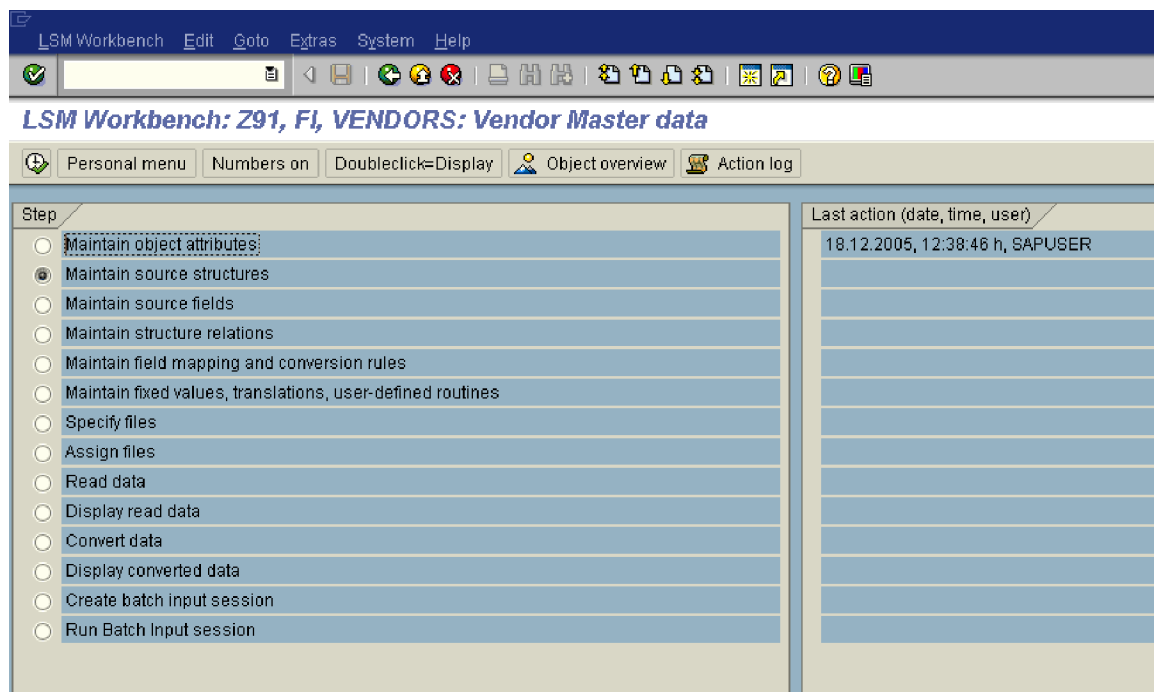 LSM Workbench Edit Goto Extras System Help
LSM Workbench: Z91, FI, VENDORS: Vendor Master data
Personal menu Numbers on Doubleclick=Display Object overview Action log
Step Last action (date, time, user)
Maintain object attributes 18.12.2005, 12:38:46 h, SAPUSER
Maintain source structures
Maintain source fields
Maintain structure relations
Maintain field mapping and conversion rules
Maintain fixed values, translations, user-defined routines
Specify files
Assign files
Read data
Display read data
Convert data
Display converted data
Create batch input session
Run Batch Input session